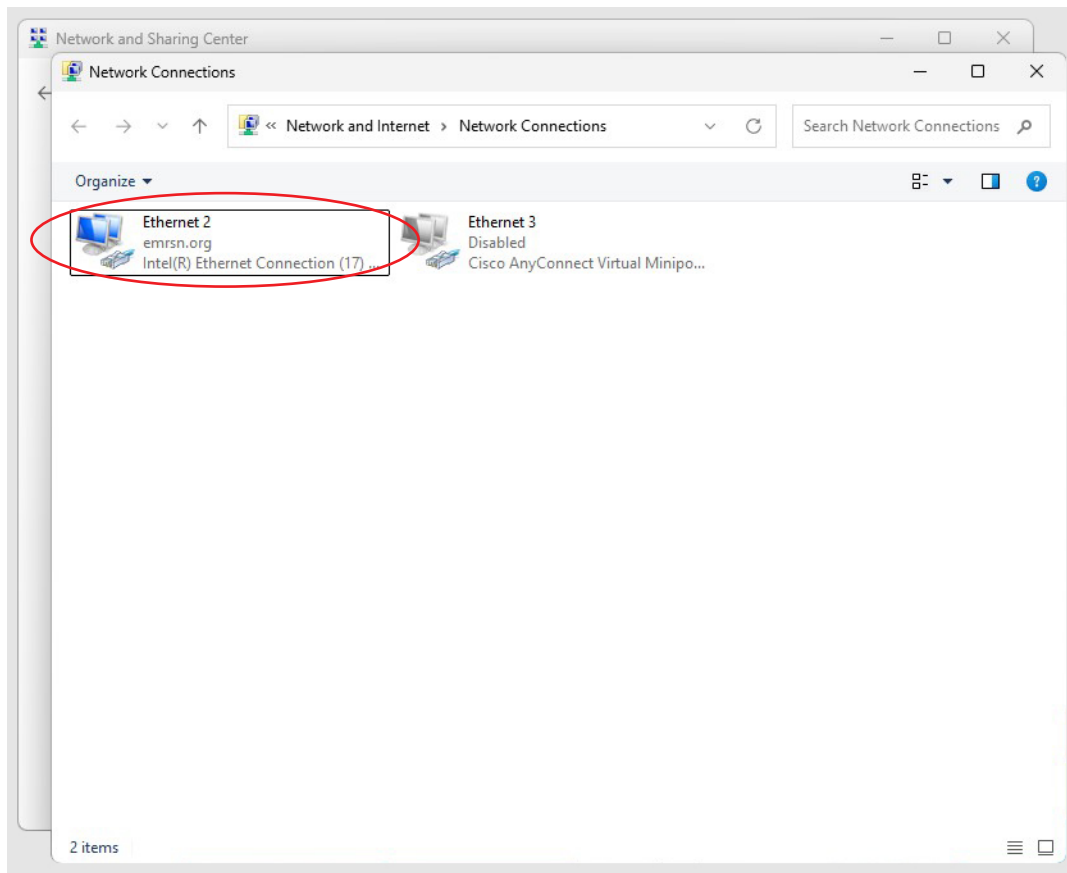 Network and Sharing Center
Network Connections
« Network and Internet > Network Connections
Search Network Connections
Organize
Ethernet 2
emrsn.org
Intel(R) Ethernet Connection (17) ...
Ethernet 3
Disabled
Cisco AnyConnect Virtual Minipo...
2 items